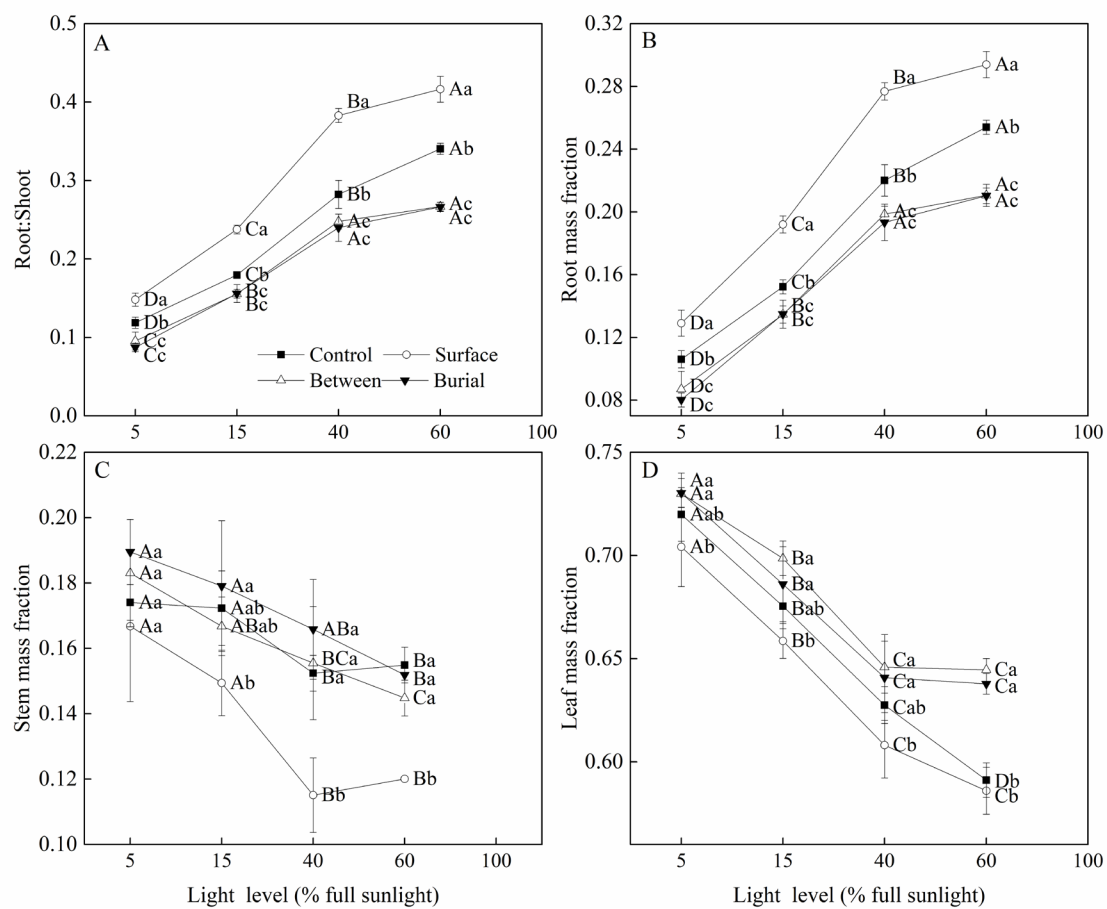 A
Root:Shoot
0.5
0.4
0.3
0.2
0.1
0.0
Aa
Ba
Ab
Bb
Ca
Ac
Ac
Ac
Ac
Cb
Bc
Bc
Da
Db
Cc
Cc
Control
Surface
Between
Burial
5
15
40
60
100
B
Root mass fraction
0.32
0.28
0.24
0.20
0.16
0.12
0.08
Aa
Ba
Ab
Bb
Ca
Ac
Ac
Ac
Ac
Cb
Bc
Bc
Da
Db
Dc
Dc
5
15
40
60
100
C
Stem mass fraction
0.22
0.20
0.18
0.16
0.14
0.12
0.10
Aa
Aa
Aa
Aa
Aa
Aab
ABab
Ab
ABa
BCa
Ba
Bb
Ba
Ba
Ca
Bb
5
15
40
60
100
Light level (% full sunlight)
D
Leaf mass fraction
0.75
0.70
0.65
0.60
Aa
Aa
Aab
Ab
Ba
Ba
Bab
Bb
Ca
Ca
Cab
Cb
Ca
Ca
Db
Cb
5
15
40
60
100
Light level (% full sunlight)